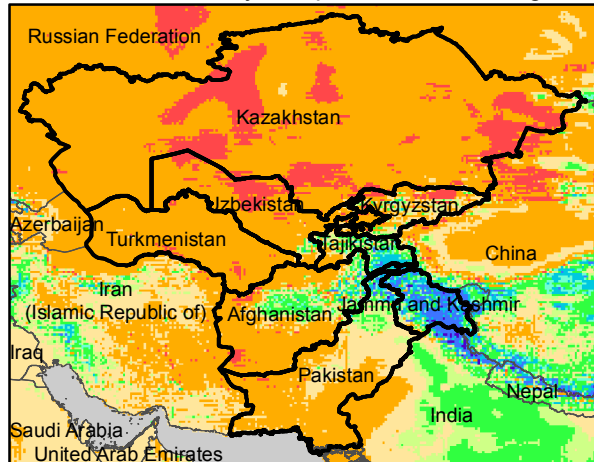 Russian Federation
Kazakhstan
Uzbekistan
Kyrgyzstan
Azerbaijan
Turkmenistan
Tajikistan
China
Iran
(Islamic Republic of)
Afghanistan
Jammu and Kashmir
Iraq
Pakistan
Nepal
India
Saudi Arabia
United Arab Emirates